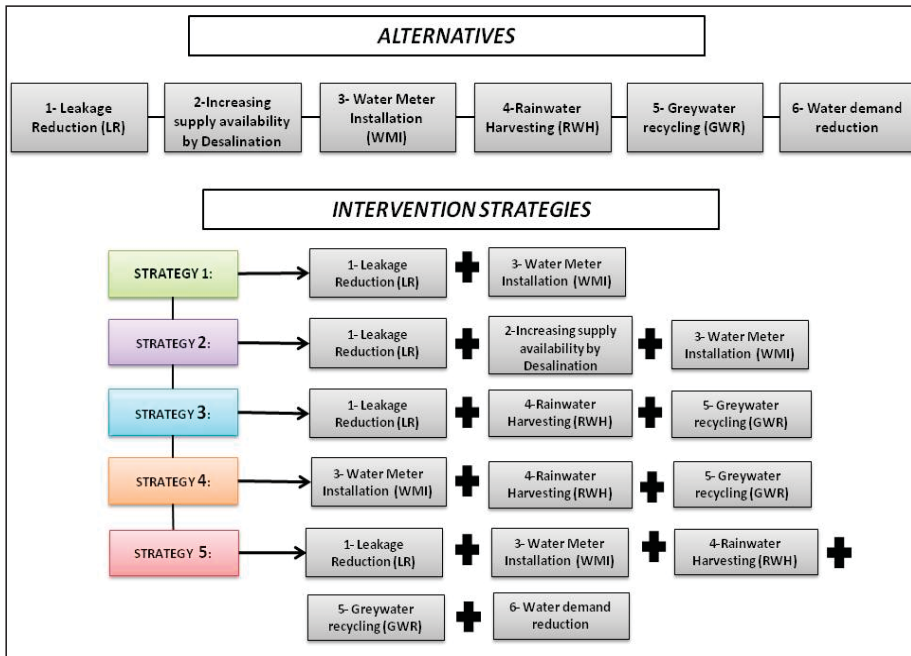 ALTERNATIVES
1- Leakage
Reduction (LR)
2-Increasing
supply availability
by Desalination
3- Water Meter
Installation
(WMI)
4-Rainwater
Harvesting (RWH)
5- Greywater
recycling (GWR)
6- Water demand
reduction
INTERVENTION STRATEGIES
STRATEGY 1:
1- Leakage
Reduction (LR)
3- Water Meter
Installation (WMI)
STRATEGY 2:
1- Leakage
Reduction (LR)
2-Increasing supply
availability by
Desalination
3- Water Meter
Installation (WMI)
STRATEGY 3:
1- Leakage
Reduction (LR)
4-Rainwater
Harvesting (RWH)
5- Greywater
recycling (GWR)
STRATEGY 4:
3- Water Meter
Installation (WMI)
4-Rainwater
Harvesting (RWH)
5- Greywater
recycling (GWR)
STRATEGY 5:
1- Leakage
Reduction (LR)
3- Water Meter
Installation (WMI)
4-Rainwater
Harvesting (RWH)
5- Greywater
recycling (GWR)
6- Water demand
reduction